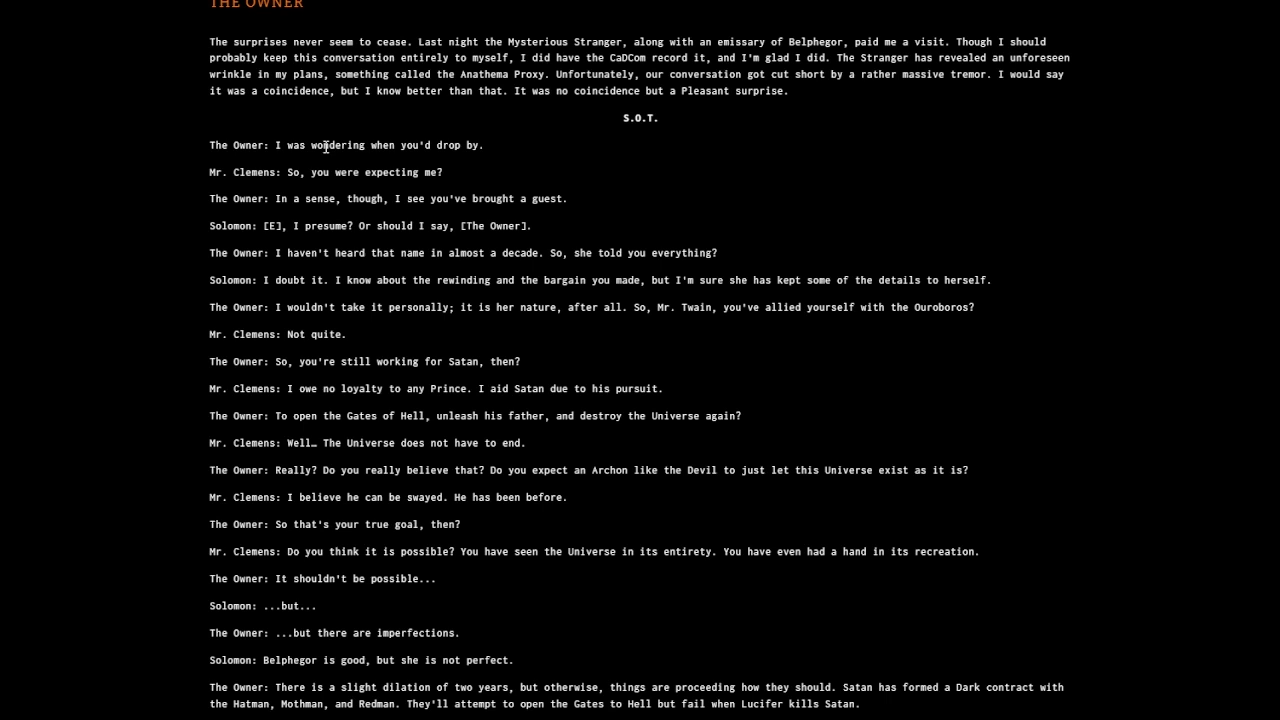 THE OWNER
The surprises never seem to cease. Last night the Mysterious Stranger, along with an emissary of Belphegor, paid me a visit. Though I should
probably keep this conversation entirely to myself, I did have the CaDCom record it, and I'm glad I did. The Stranger has revealed an unforeseen
wrinkle in my plans, something called the Anathema Proxy. Unfortunately, our conversation got cut short by a rather massive tremor. I would say
it was a coincidence, but I know better than that. It was no coincidence but a Pleasant surprise.
S.O.T.
The Owner: I was wondering when you'd drop by.
Mr. Clemens: So, you were expecting me?
The Owner: In a sense, though, I see you've brought a guest.
Solomon: [E], I presume? Or should I say, [The Owner].
The Owner: I haven't heard that name in almost a decade. So, she told you everything?
Solomon: I doubt it. I know about the rewinding and the bargain you made, but I'm sure she has kept some of the details to herself.
The Owner: I wouldn't take it personally; it is her nature, after all. So, Mr. Twain, you've allied yourself with the Ouroboros?
Mr. Clemens: Not quite.
The Owner: So, you're still working for Satan, then?
Mr. Clemens: I owe no loyalty to any Prince. I aid Satan due to his pursuit.
The Owner: To open the Gates of Hell, unleash his father, and destroy the Universe again?
Mr. Clemens: Well… The Universe does not have to end.
The Owner: Really? Do you really believe that? Do you expect an Archon like the Devil to just let this Universe exist as it is?
Mr. Clemens: I believe he can be swayed. He has been before.
The Owner: So that's your true goal, then?
Mr. Clemens: Do you think it is possible? You have seen the Universe in its entirety. You have even had a hand in its recreation.
The Owner: It shouldn't be possible...
Solomon: ...but...
The Owner: ...but there are imperfections.
Solomon: Belphegor is good, but she is not perfect.
The Owner: There is a slight dilation of two years, but otherwise, things are proceeding how they should. Satan has formed a Dark contract with
the Hatman, Mothman, and Redman. They'll attempt to open the Gates to Hell but fail when Lucifer kills Satan.